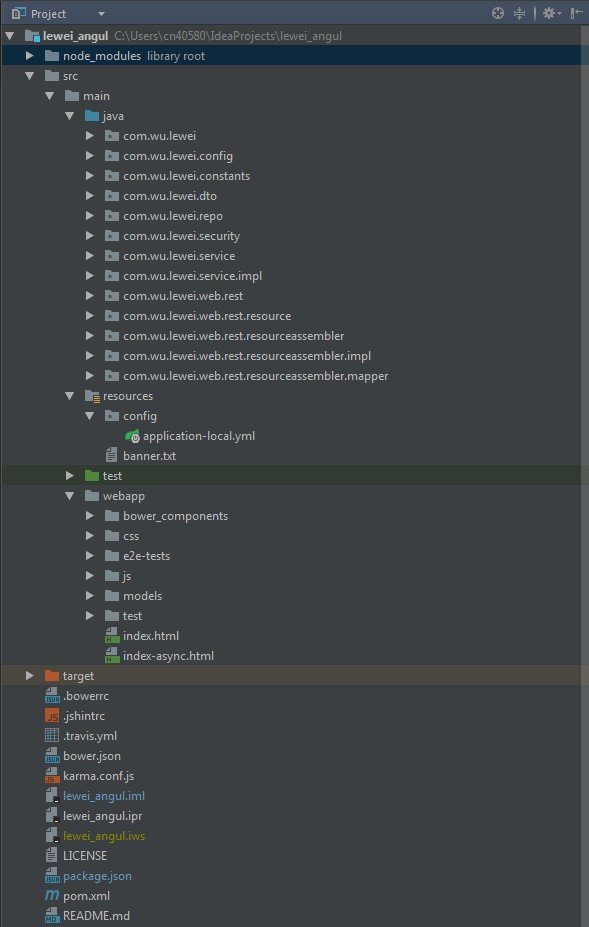 Project
lewei_angul C:\Users\cn40580\IdeaProjects\lewei_angul
node_modules library root
src
main
java
com.wu.lewei
com.wu.lewei.config
com.wu.lewei.constants
com.wu.lewei.dto
com.wu.lewei.repo
com.wu.lewei.security
com.wu.lewei.service
com.wu.lewei.service.impl
com.wu.lewei.web.rest
com.wu.lewei.web.rest.resource
com.wu.lewei.web.rest.resourceassembler
com.wu.lewei.web.rest.resourceassembler.impl
com.wu.lewei.web.rest.resourceassembler.mapper
resources
config
application-local.yml
banner.txt
test
webapp
bower_components
css
e2e-tests
js
models
test
index.html
index-async.html
target
.bowerrc
.jshintrc
.travis.yml
bower.json
karma.conf.js
lewei_angul.iml
lewei_angul.ipr
lewei_angul.iws
LICENSE
package.json
pom.xml
README.md